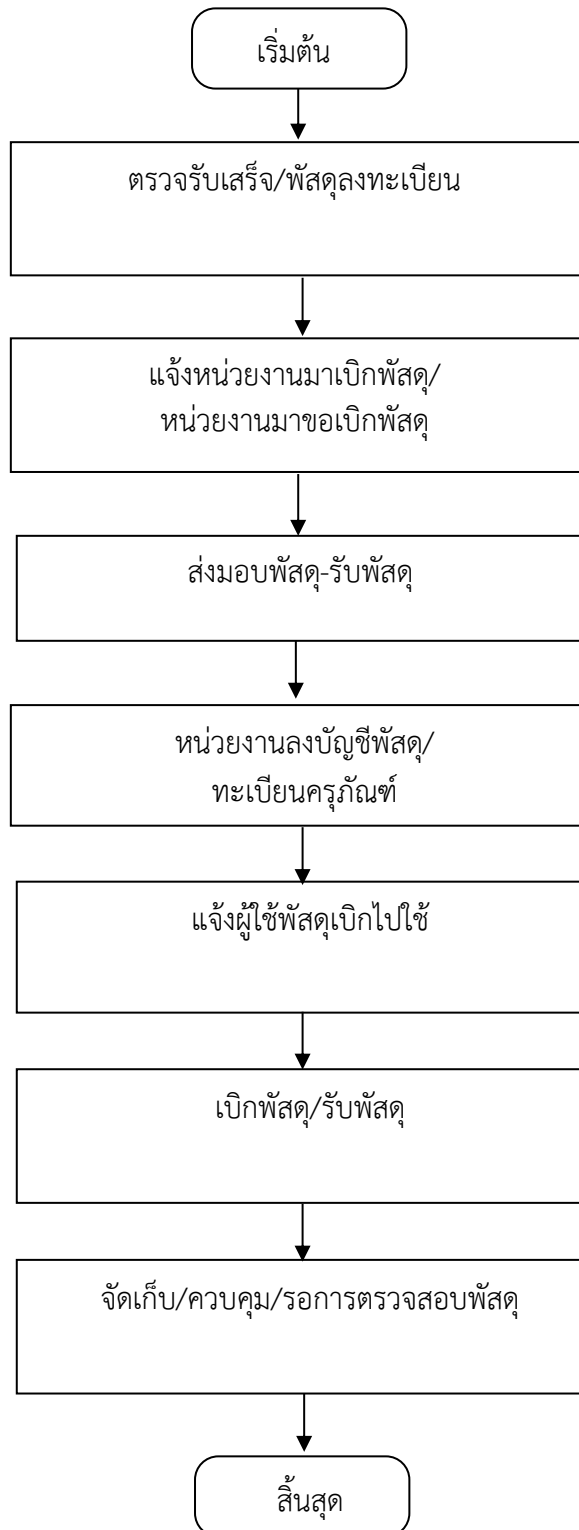 เริ่มต้น
ตรวจรับเสร็จ/พัสดุลงทะเบียน
แจ้งหน่วยงานมาเบิกพัสดุ/
หน่วยงานมาขอเบิกพัสดุ
ส่งมอบพัสดุ-รับพัสดุ
หน่วยงานลงบัญชีพัสดุ/
ทะเบียนครุภัณฑ์
แจ้งผู้ใช้พัสดุเบิกไปใช้
เบิกพัสดุ/รับพัสดุ
จัดเก็บ/ควบคุม/รอการตรวจสอบพัสดุ
สิ้นสุด